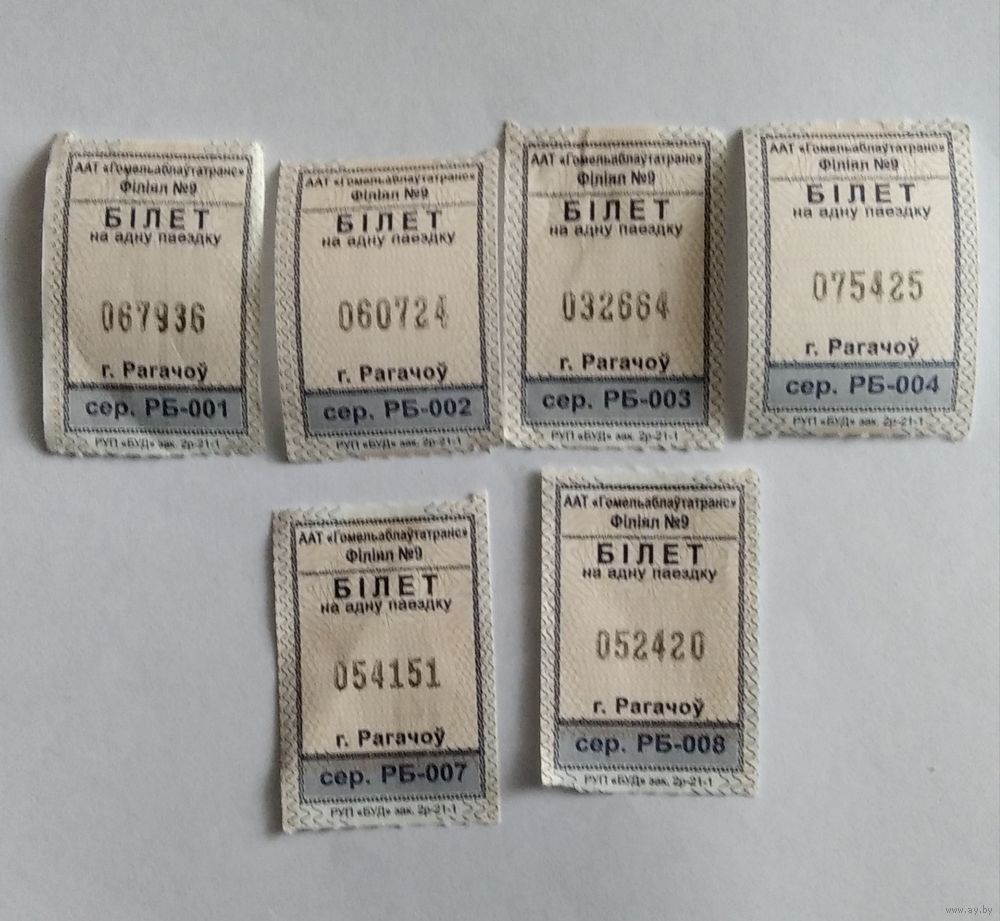 ААТ «Гомельаблаўтатранс»
Філіял №9
БІЛЕТ
на адну паездку
067936
г. Рагачоў
сер. РБ-001
РУП «БУД» зак. 2р-21-1
ААТ «Гомельаблаўтатранс»
Філіял №9
БІЛЕТ
на адну паездку
060724
г. Рагачоў
сер. РБ-002
РУП «БУД» зак. 2р-21-1
ААТ «Гомельаблаўтатранс»
Філіял №9
БІЛЕТ
на адну паездку
032664
г. Рагачоў
сер. РБ-003
РУП «БУД» зак. 2р-21-1
ААТ «Гомельаблаўтатранс»
Філіял №9
БІЛЕТ
на адну паездку
075425
г. Рагачоў
сер. РБ-004
РУП «БУД» зак. 2р-21-1
ААТ «Гомельаблаўтатранс»
Філіял №9
БІЛЕТ
на адну паездку
054151
г. Рагачоў
сер. РБ-007
РУП «БУД» зак. 2р-21-1
ААТ «Гомельаблаўтатранс»
Філіял №9
БІЛЕТ
на адну паездку
052420
г. Рагачоў
сер. РБ-008
РУП «БУД» зак. 2р-21-1
www.ay.by